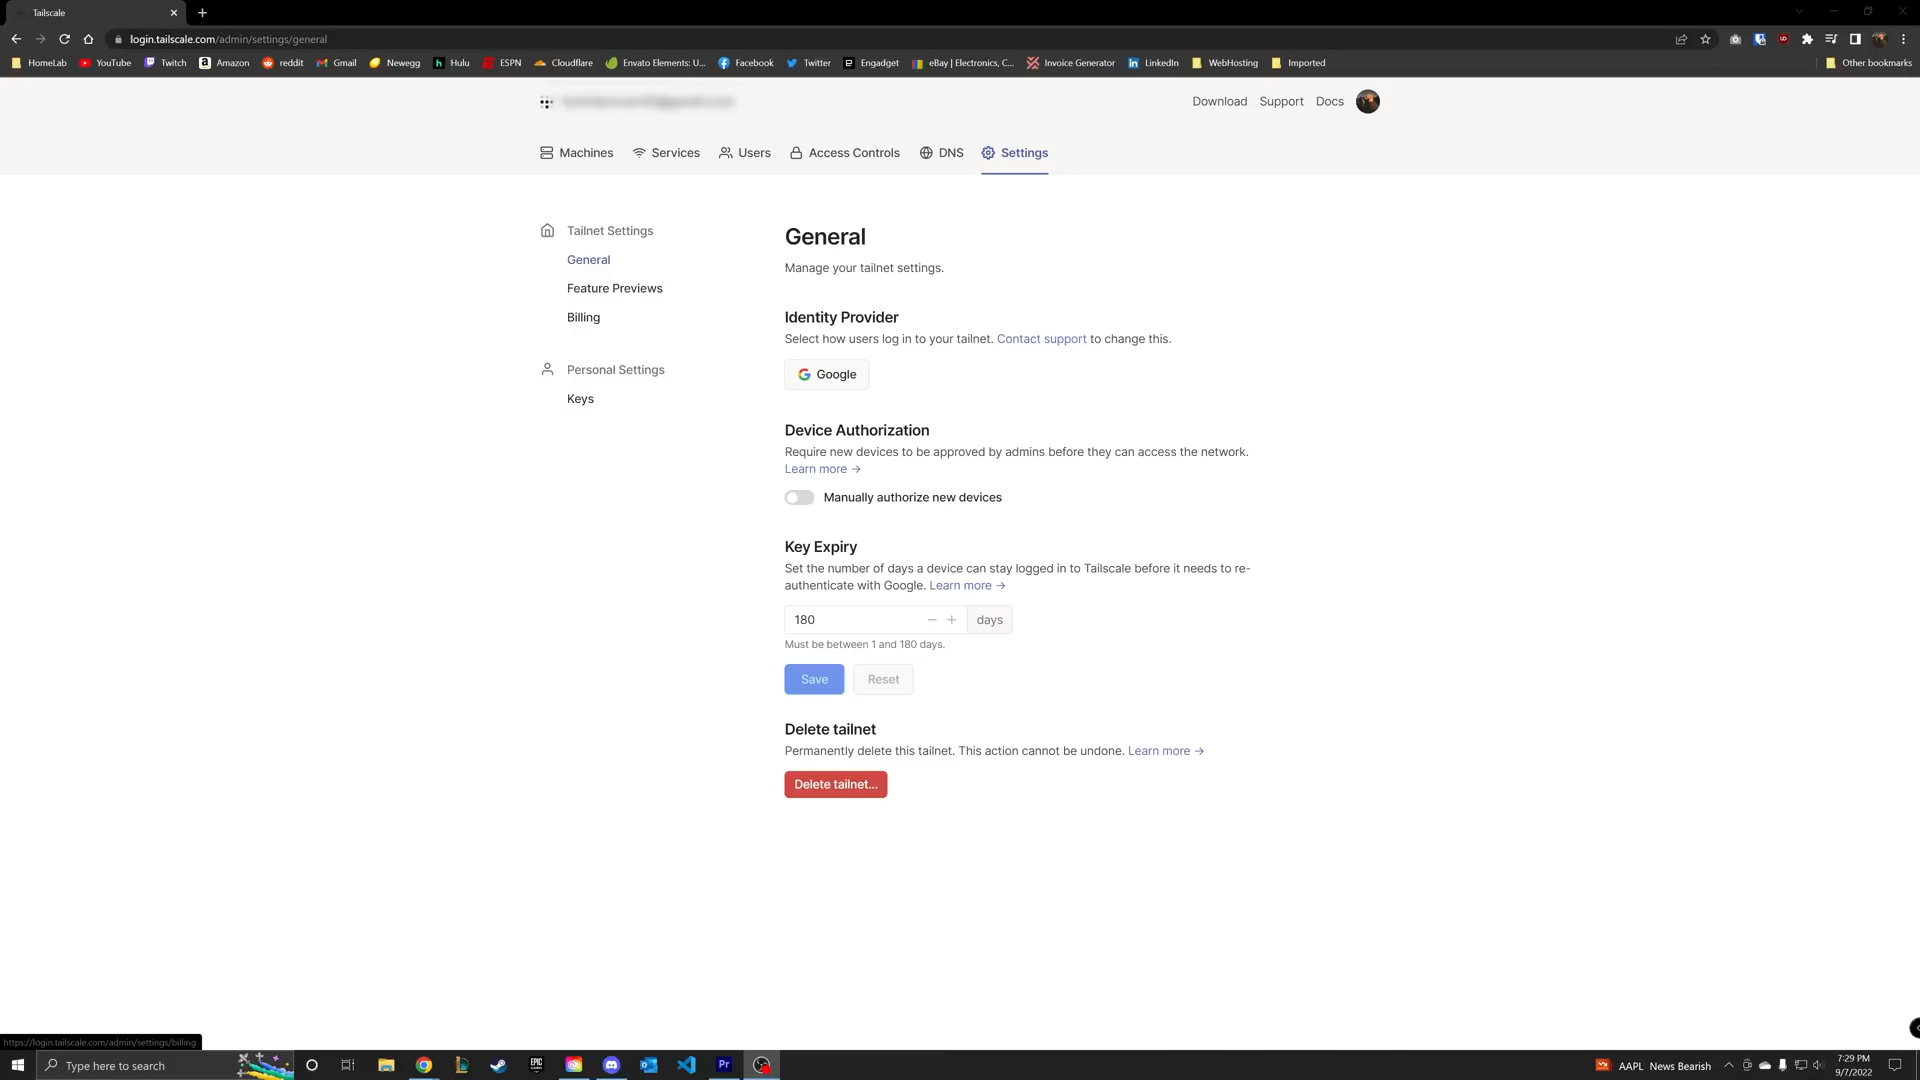 Tailscale
login.tailscale.com/admin/settings/general
HomeLab YouTube Twitch Amazon reddit Gmail Newegg Hulu ESPN Cloudflare Envato Elements: U... Facebook Twitter Engadget eBay | Electronics, C... Invoice Generator LinkedIn WebHosting Imported Other bookmarks
Download Support Docs
Machines Services Users Access Controls DNS Settings
Tailnet Settings
General
Feature Previews
Billing
Personal Settings
Keys
General
Manage your tailnet settings.
Identity Provider
Select how users log in to your tailnet. Contact support to change this.
Google
Device Authorization
Require new devices to be approved by admins before they can access the network.
Learn more →
Manually authorize new devices
Key Expiry
Set the number of days a device can stay logged in to Tailscale before it needs to re-
authenticate with Google. Learn more →
180 days
Must be between 1 and 180 days.
Save Reset
Delete tailnet
Permanently delete this tailnet. This action cannot be undone. Learn more →
Delete tailnet...
https://login.tailscale.com/admin/settings/billing
Type here to search
EPIC
Pr
AAPL News Bearish
7:29 PM
9/7/2022